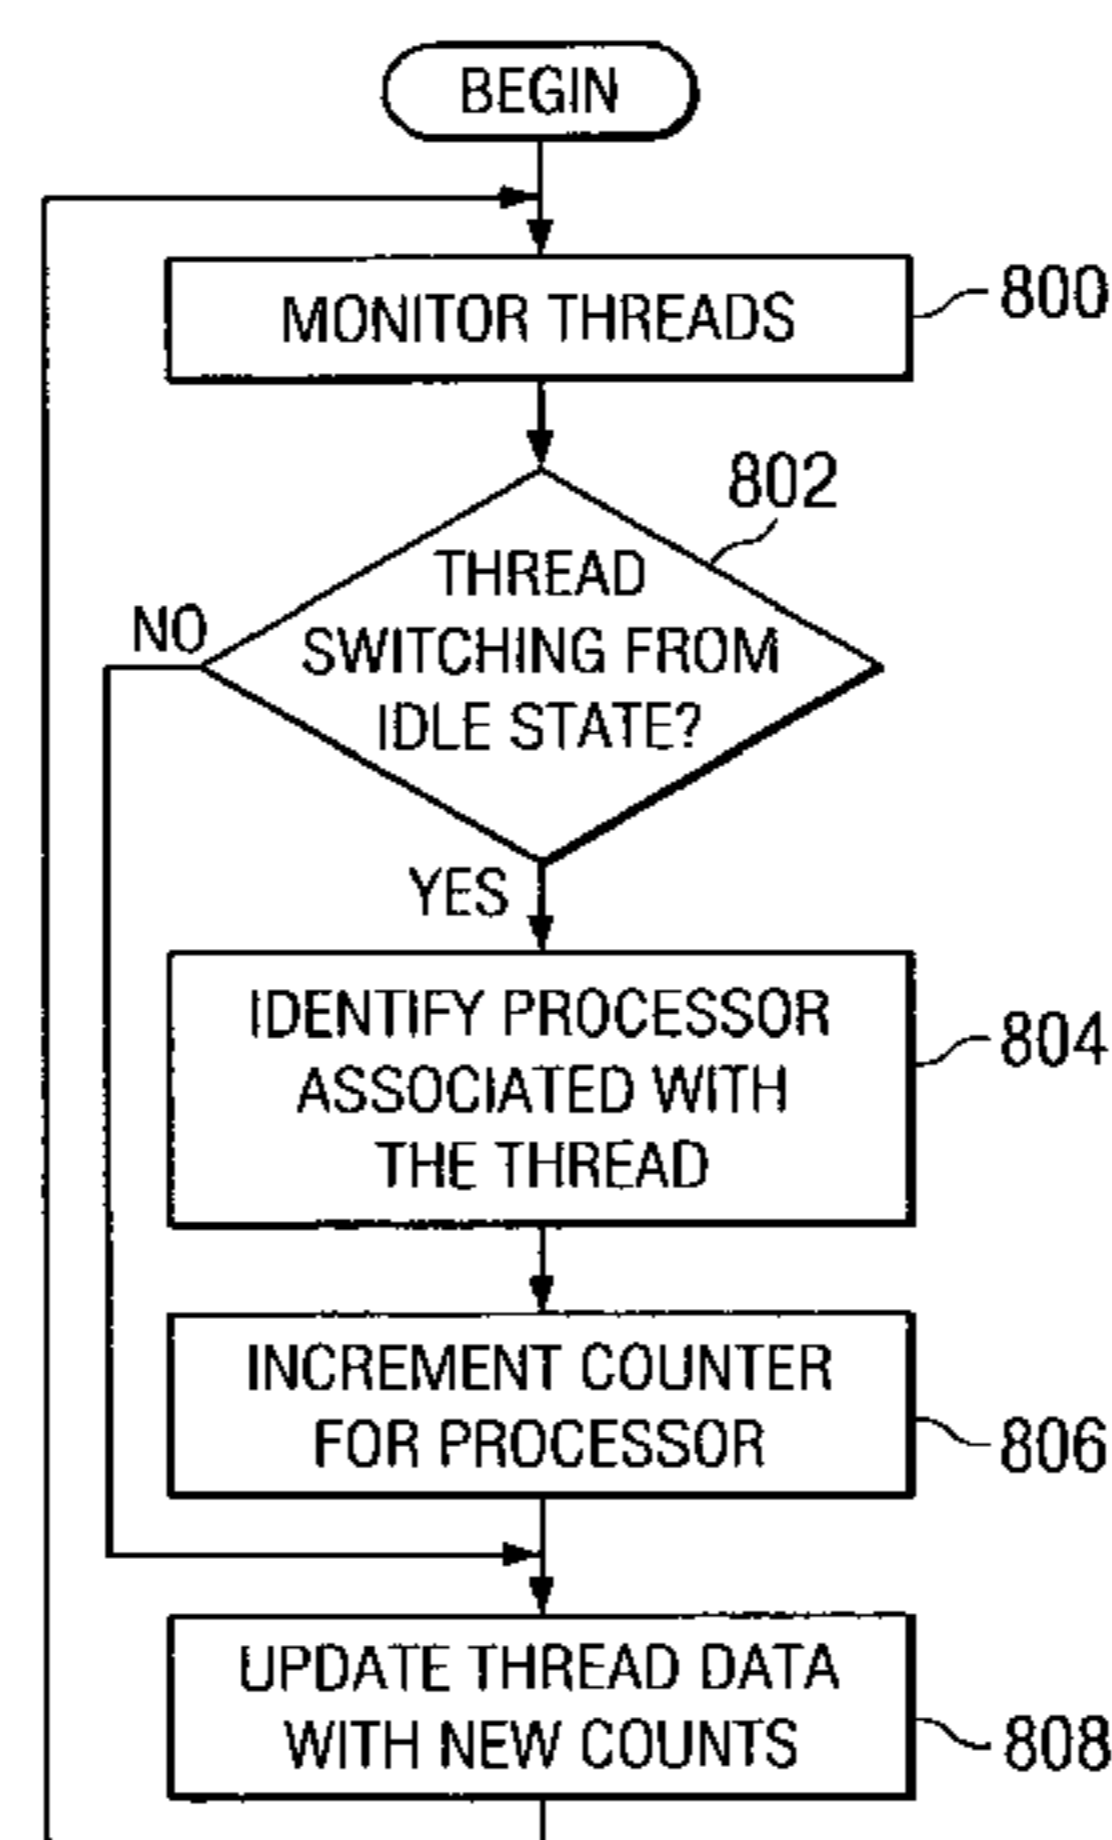 BEGIN
MONITOR THREADS
800
802
THREAD
SWITCHING FROM
IDLE STATE?
NO
YES
IDENTIFY PROCESSOR
ASSOCIATED WITH
THE THREAD
804
INCREMENT COUNTER
FOR PROCESSOR
806
UPDATE THREAD DATA
WITH NEW COUNTS
808